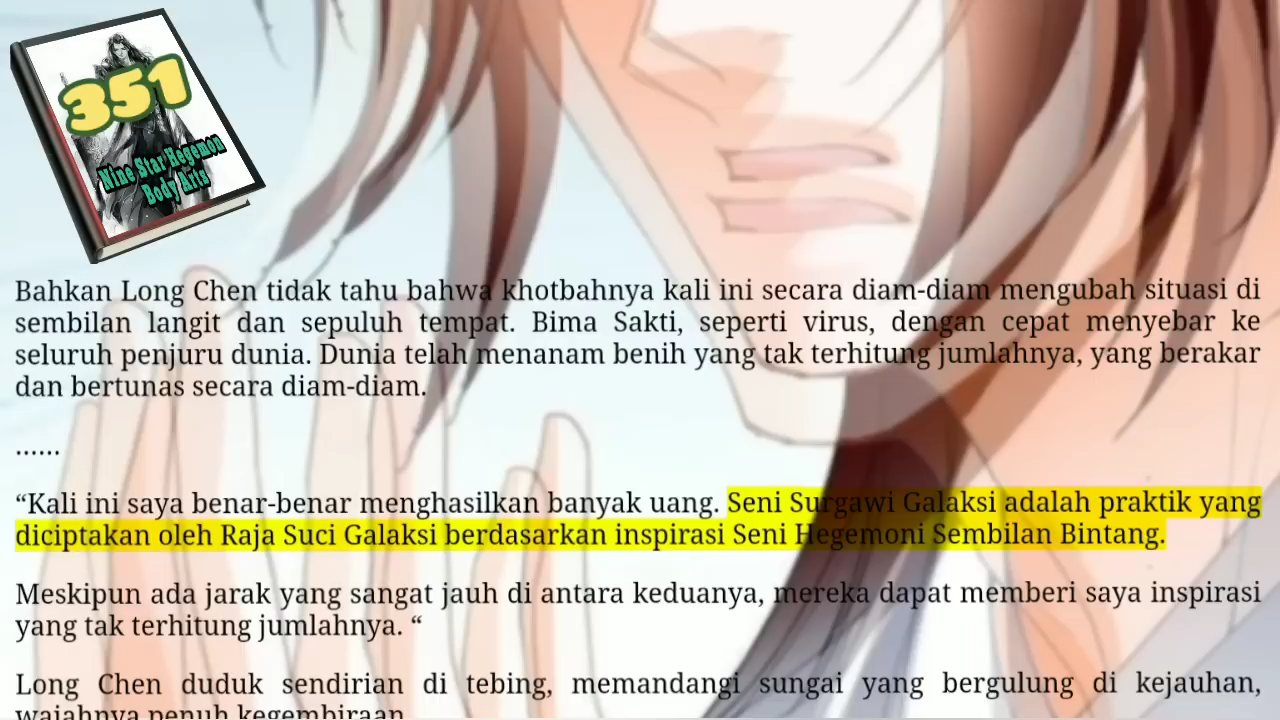 351
Nine Star Hegemon
Body Arts
Bahkan Long Chen tidak tahu bahwa khotbahnya kali ini secara diam-diam mengubah situasi di
sembilan langit dan sepuluh tempat. Bima Sakti, seperti virus, dengan cepat menyebar ke
seluruh penjuru dunia. Dunia telah menanam benih yang tak terhitung jumlahnya, yang berakar
dan bertunas secara diam-diam.
......
“Kali ini saya benar-benar menghasilkan banyak uang. Seni Surgawi Galaksi adalah praktik yang
diciptakan oleh Raja Suci Galaksi berdasarkan inspirasi Seni Hegemoni Sembilan Bintang.
Meskipun ada jarak yang sangat jauh di antara keduanya, mereka dapat memberi saya inspirasi
yang tak terhitung jumlahnya. “
Long Chen duduk sendirian di tebing, memandangi sungai yang bergulung di kejauhan,
wajahnya penuh kegembiraan